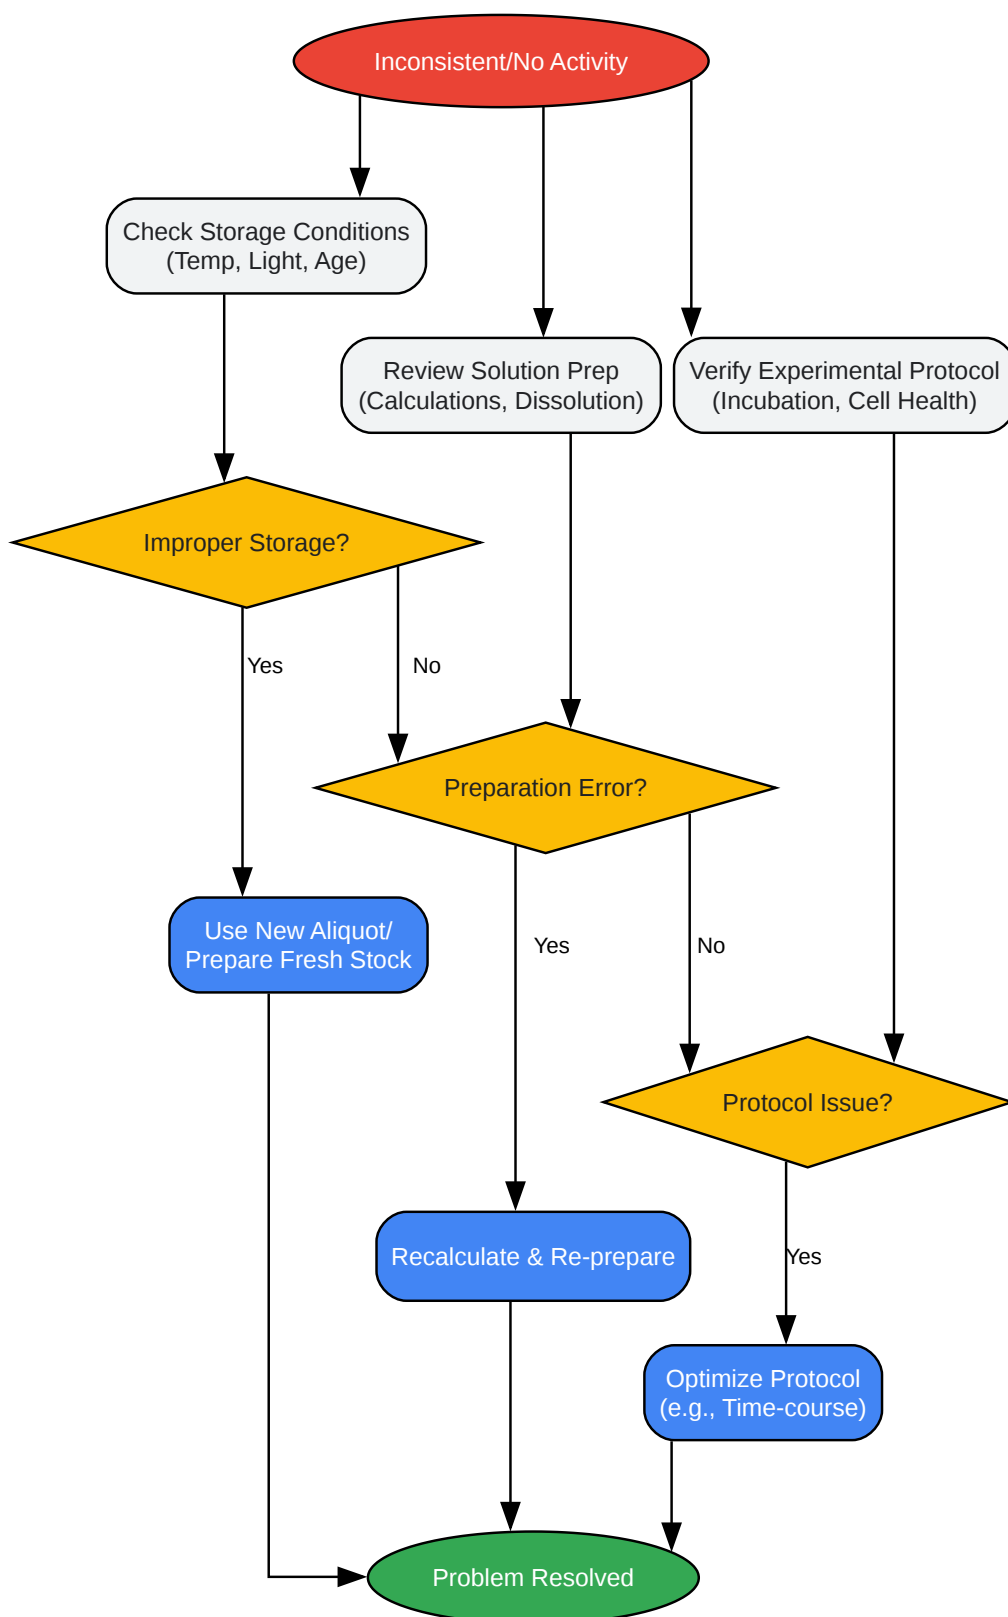 Inconsistent/No Activity
Check Storage Conditions
(Temp, Light, Age)
Review Solution Prep
(Calculations, Dissolution)
Verify Experimental Protocol
(Incubation, Cell Health)
Improper Storage?
Yes
No
Preparation Error?
Use New Aliquot/
Prepare Fresh Stock
Yes
No
Protocol Issue?
Recalculate & Re-prepare
Yes
Optimize Protocol
(e.g., Time-course)
Problem Resolved